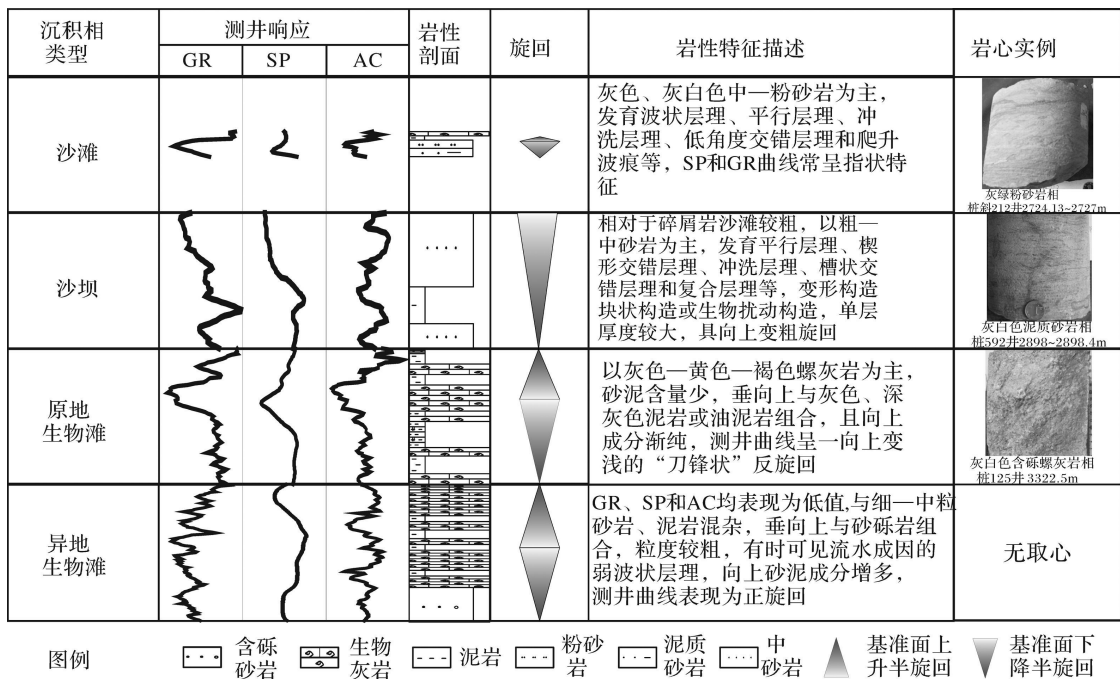 沉积相
类型
测井响应
GR
SP
AC
岩性
剖面
旋回
岩性特征描述
岩心实例
沙滩
灰色、灰白色中—粉砂岩为主，
发育波状层理、平行层理、冲
洗层理、低角度交错层理和爬升
波痕等，SP和GR曲线常呈指状特
征
灰绿粉砂岩相
桩斜212井2724.13~2727m
沙坝
相对于碎屑岩沙滩较粗，以粗—
中砂岩为主，发育平行层理、楔
形交错层理、冲洗层理、槽状交
错层理和复合层理等，变形构造
块状构造或生物扰动构造，单层
厚度较大，具向上变粗旋回
灰白色泥质砂岩相
桩592井2898~2898.4m
原地
生物滩
以灰色—黄色—褐色螺灰岩为主，
砂泥含量少，垂向上与灰色、深
灰色泥岩或油泥岩组合，且向上
成分渐纯，测井曲线呈一向上变
浅的“刀锋状”反旋回
灰白色含砾螺灰岩相
桩125井3322.5m
异地
生物滩
GR、SP和AC均表现为低值,与细—中粒
砂岩、泥岩混杂，垂向上与砂砾岩组
合，粒度较粗，有时可见流水成因的
弱波状层理，向上砂泥成分增多，
测井曲线表现为正旋回
无取心
图例
含砾
砂岩
生物
灰岩
泥岩
粉砂
岩
泥质
砂岩
中
砂岩
基准面上
升半旋回
基准面下
降半旋回